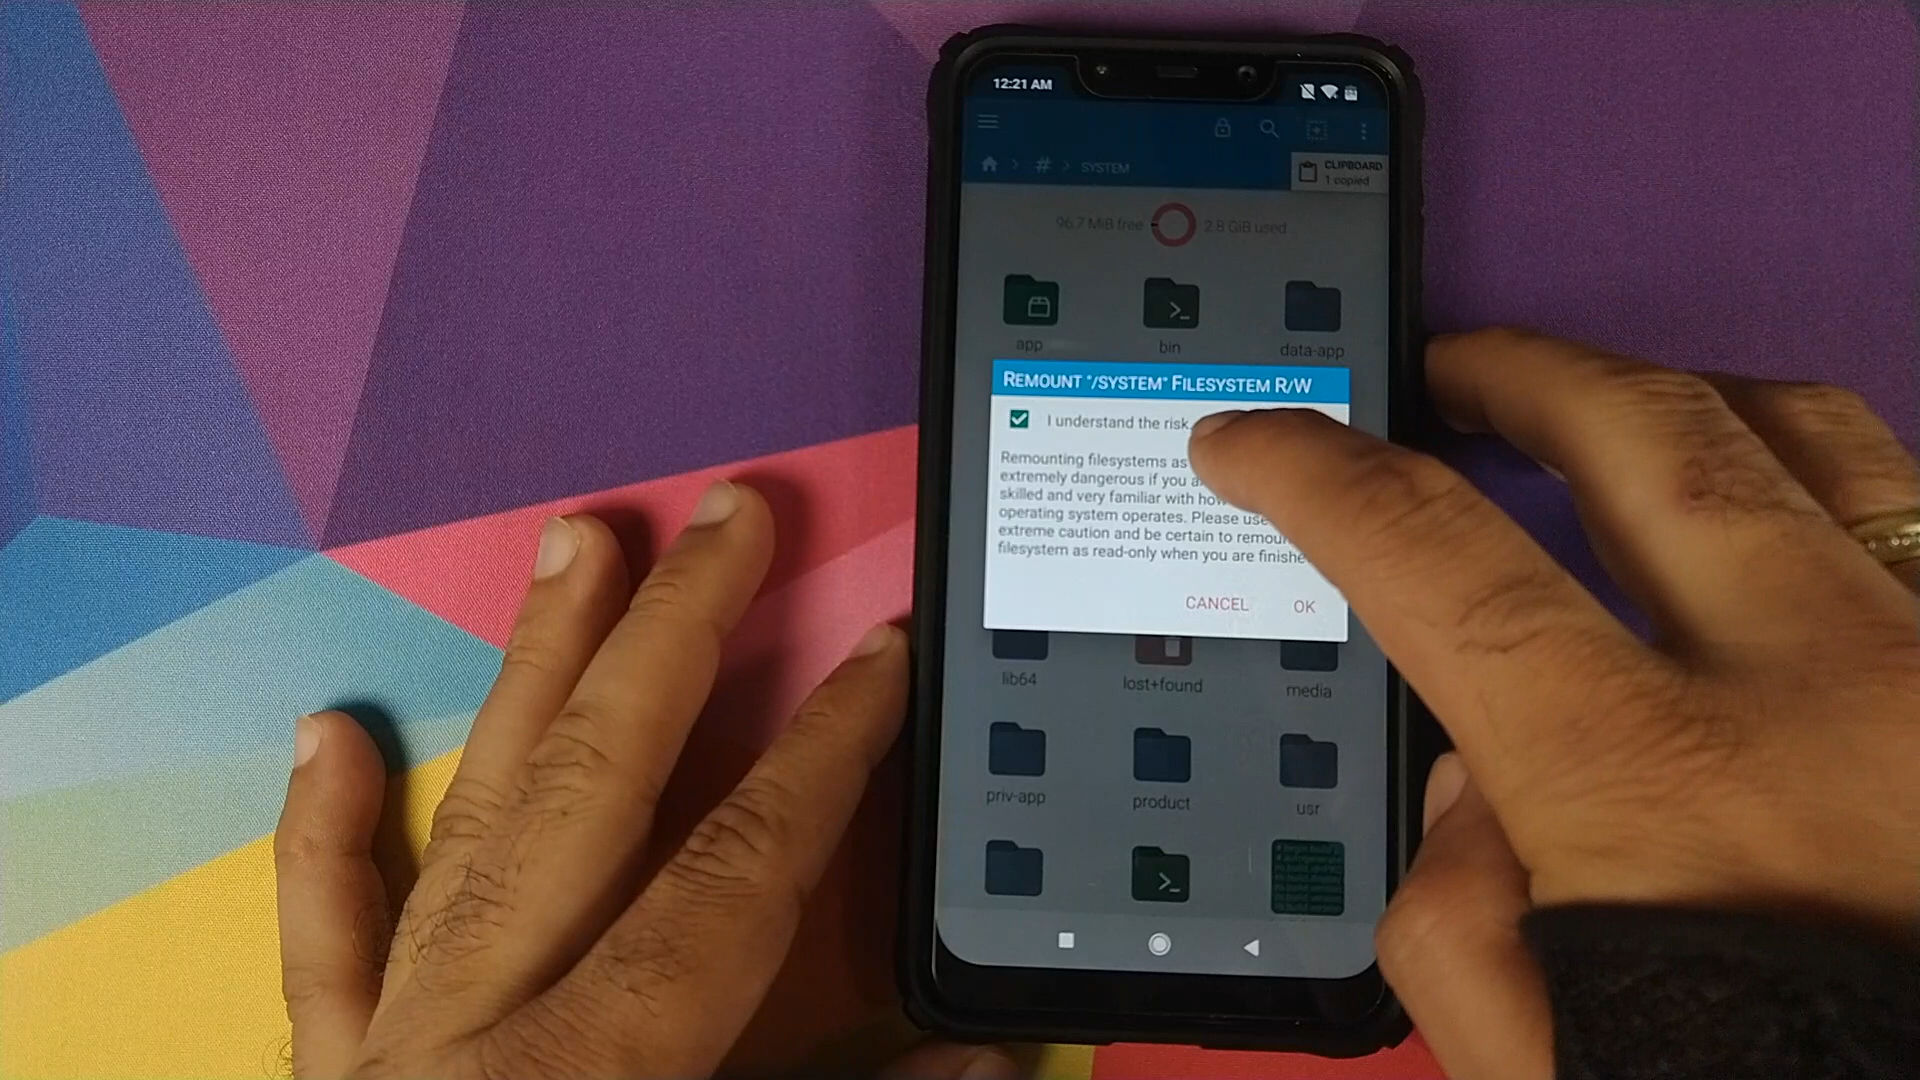 12:21 AM
# SYSTEM
CLIPBOARD
1 copied
96.7 MiB free
2.8 GiB used
app
bin
data-app
REMOUNT "/SYSTEM" FILESYSTEM R/W
I understand the risk.
Remounting filesystems as
extremely dangerous if you
skilled and very familiar with
operating system operates. Please use
extreme caution and be certain to
filesystem as read-only when you are
CANCEL OK
lib64
lost+found
media
priv-app
product
usr